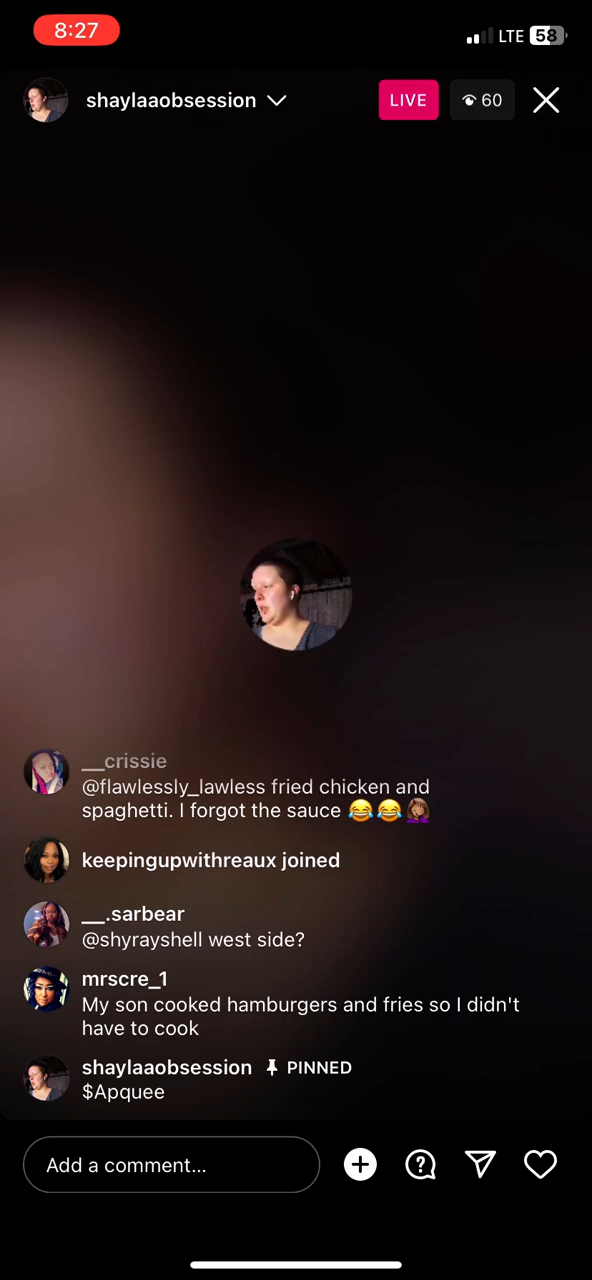 8:27
LTE 58
shaylaaobsession
LIVE
60
__crissie
@flawlessly_lawless fried chicken and
spaghetti. I forgot the sauce 😂😂🤦🏽‍♀️
keepingupwithreaux joined
__.sarbear
@shyrayshell west side?
mrscre_1
My son cooked hamburgers and fries so I didn't
have to cook
shaylaaobsession PINNED
$Apquee
Add a comment...